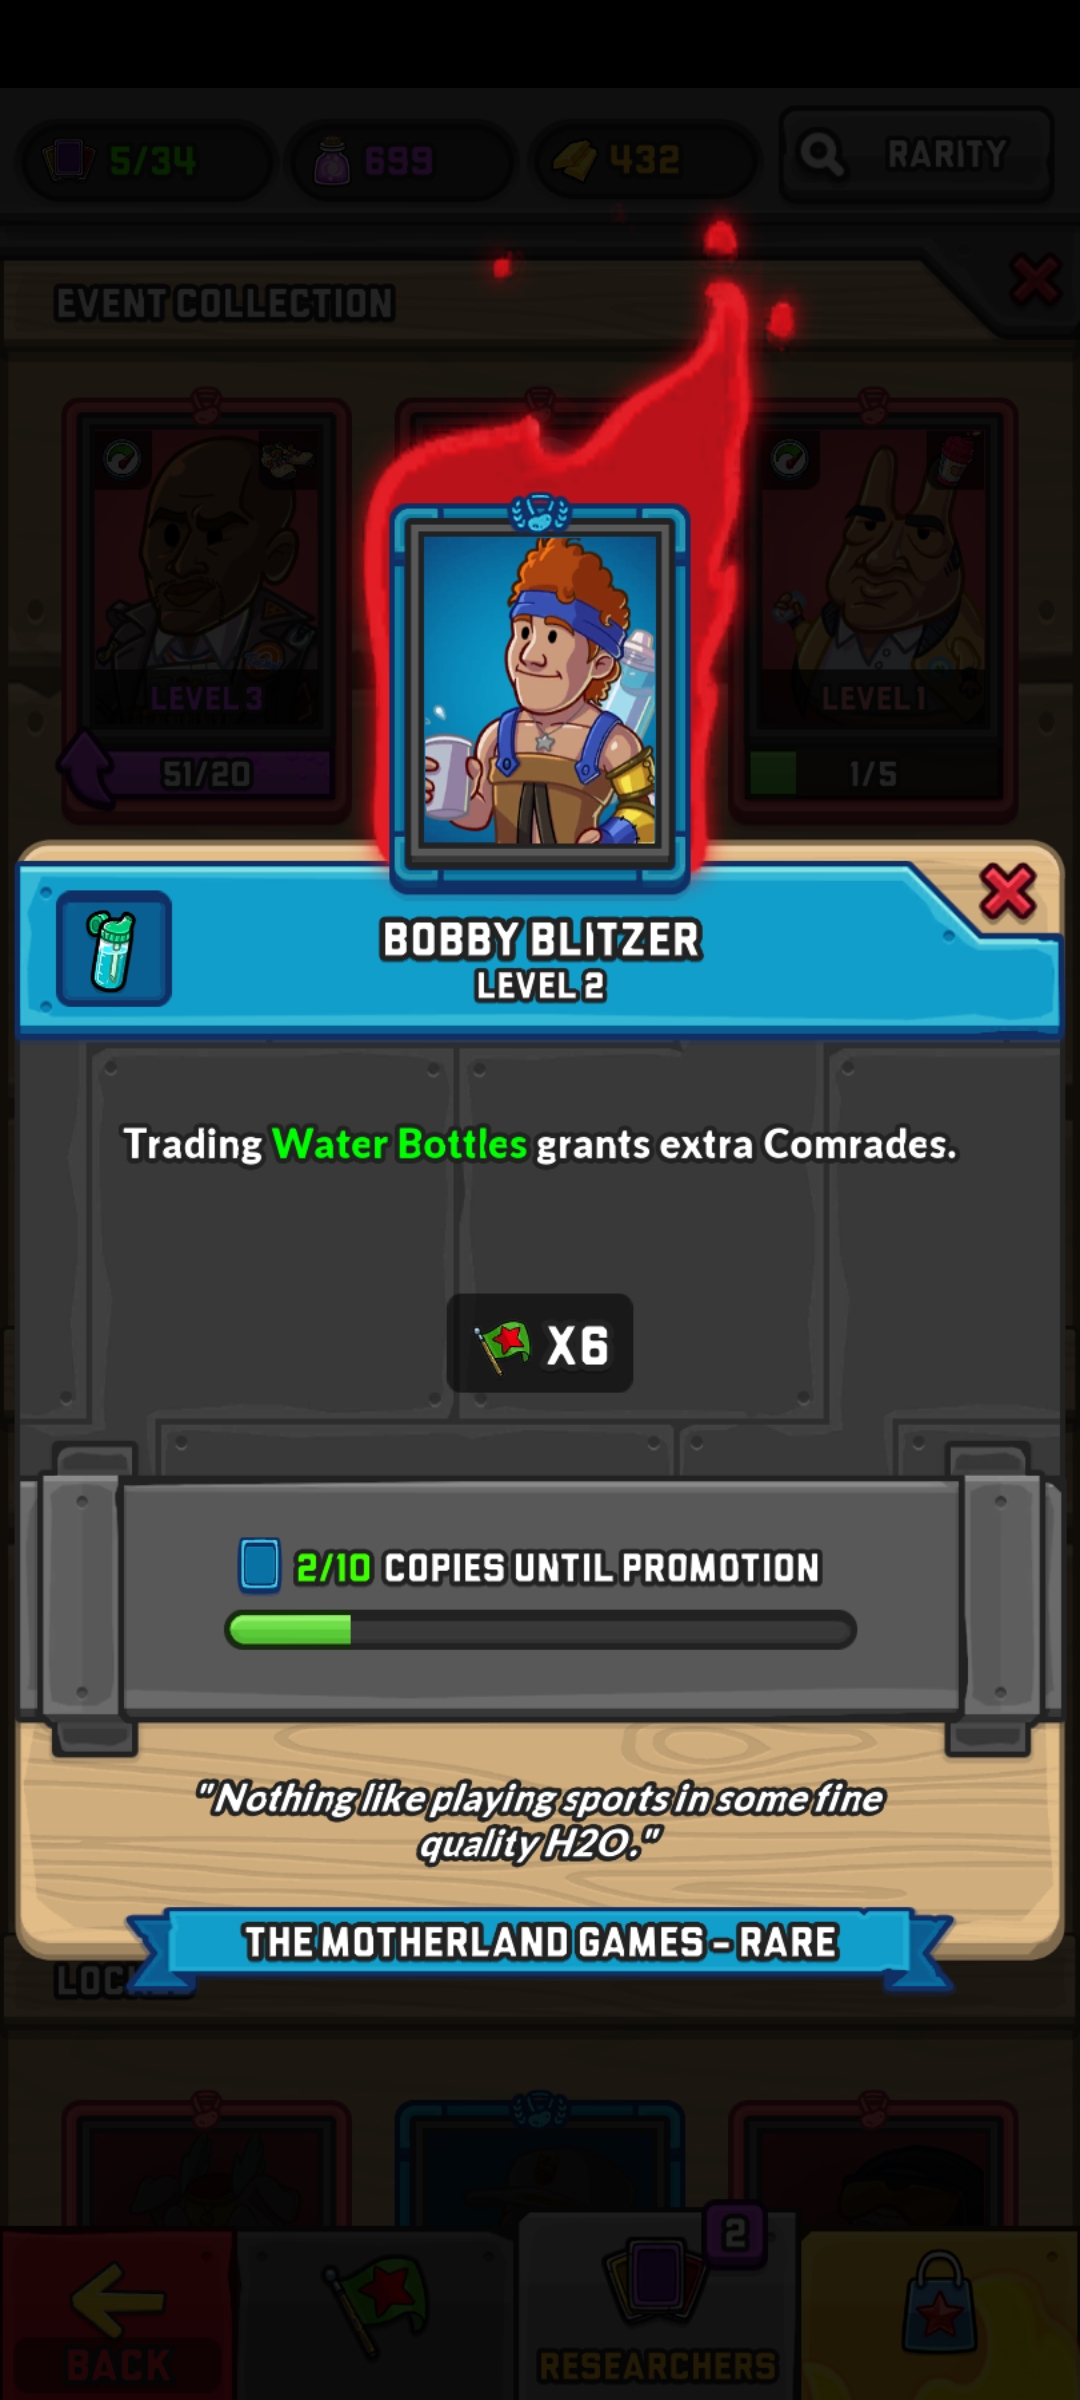 5/34
699
432
RARITY
EVENT COLLECTION
LEVEL 3
LEVEL 1
51/20
1/5
BOBBY BLITZER
LEVEL 2
Trading Water Bottles grants extra Comrades.
X6
2/10 COPIES UNTIL PROMOTION
"Nothing like playing sports in some fine
quality H2O."
THE MOTHERLAND GAMES - RARE
2
BACK
RESEARCHERS